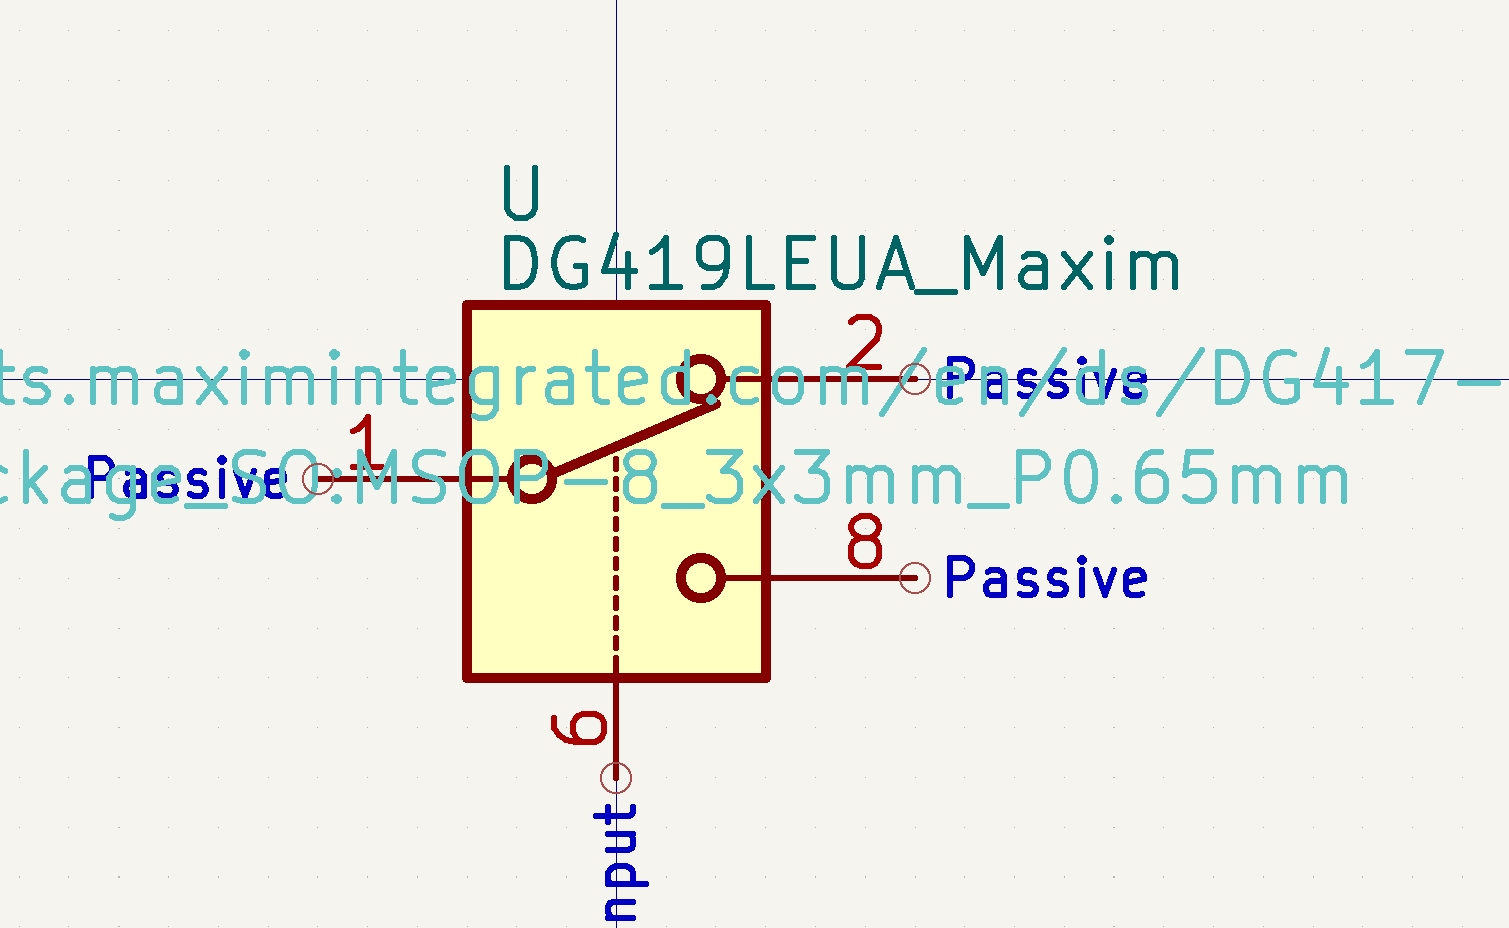 U
DG419LEUA_Maxim
2
ts.maximintegrated.com/en/ds/DG417-
Passive
1
Passive
ckage_SO:MSOP-8_3x3mm_P0.65mm
8
Passive
6
nput